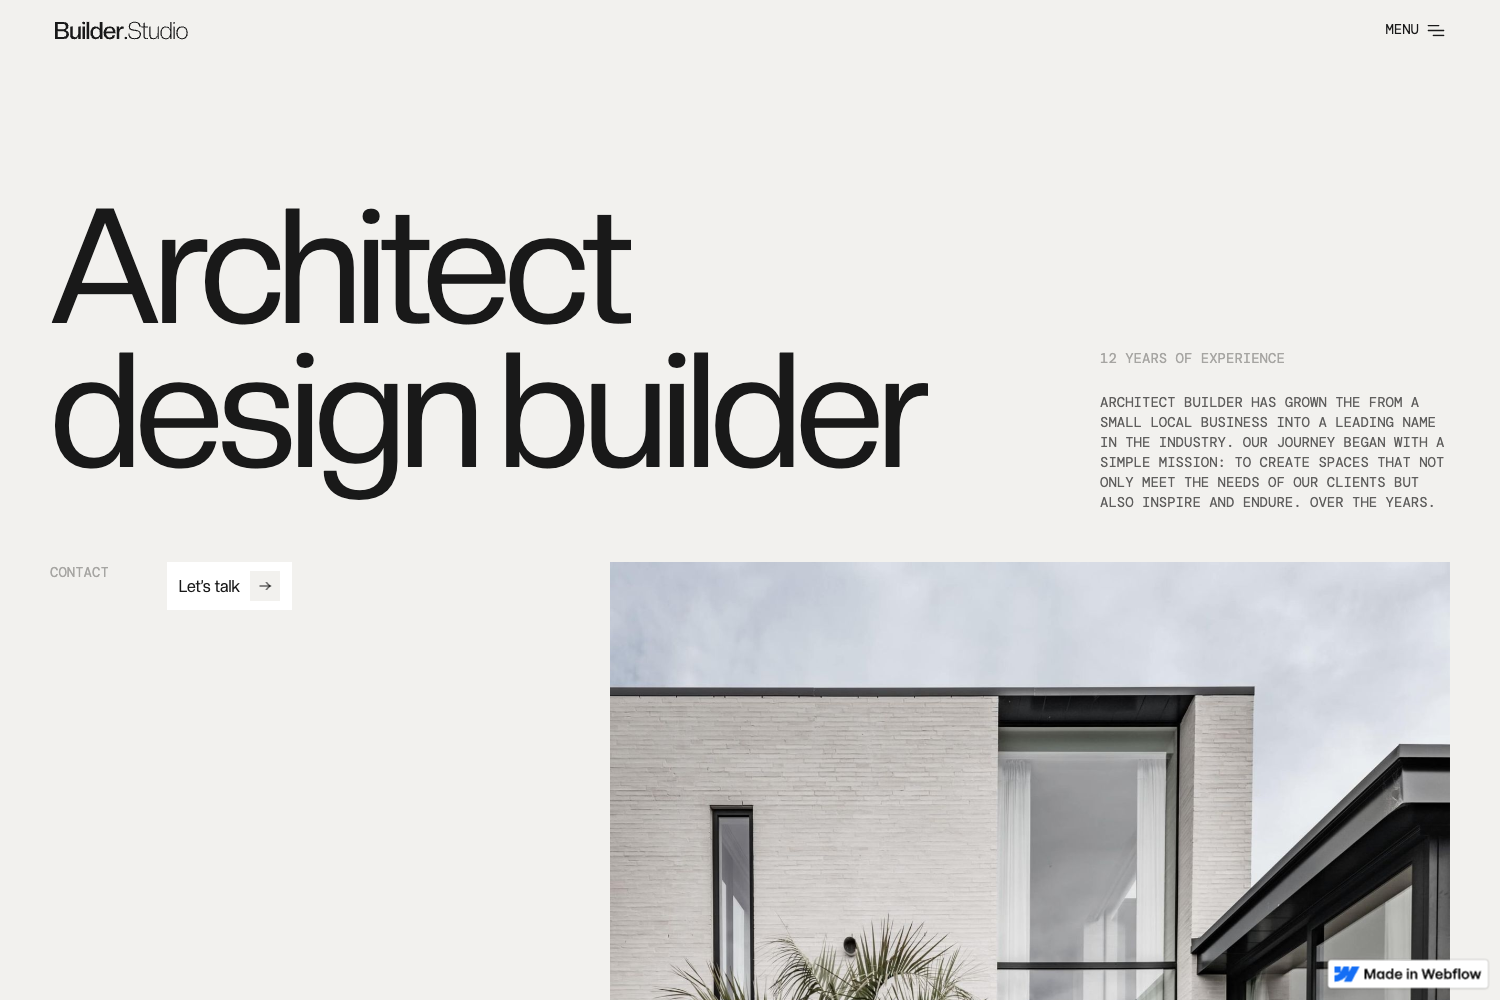 Builder.Studio
MENU
Architect
design builder
12 YEARS OF EXPERIENCE
ARCHITECT BUILDER HAS GROWN THE FROM A
SMALL LOCAL BUSINESS INTO A LEADING NAME
IN THE INDUSTRY. OUR JOURNEY BEGAN WITH A
SIMPLE MISSION: TO CREATE SPACES THAT NOT
ONLY MEET THE NEEDS OF OUR CLIENTS BUT
ALSO INSPIRE AND ENDURE. OVER THE YEARS.
CONTACT
Let's talk
Made in Webflow